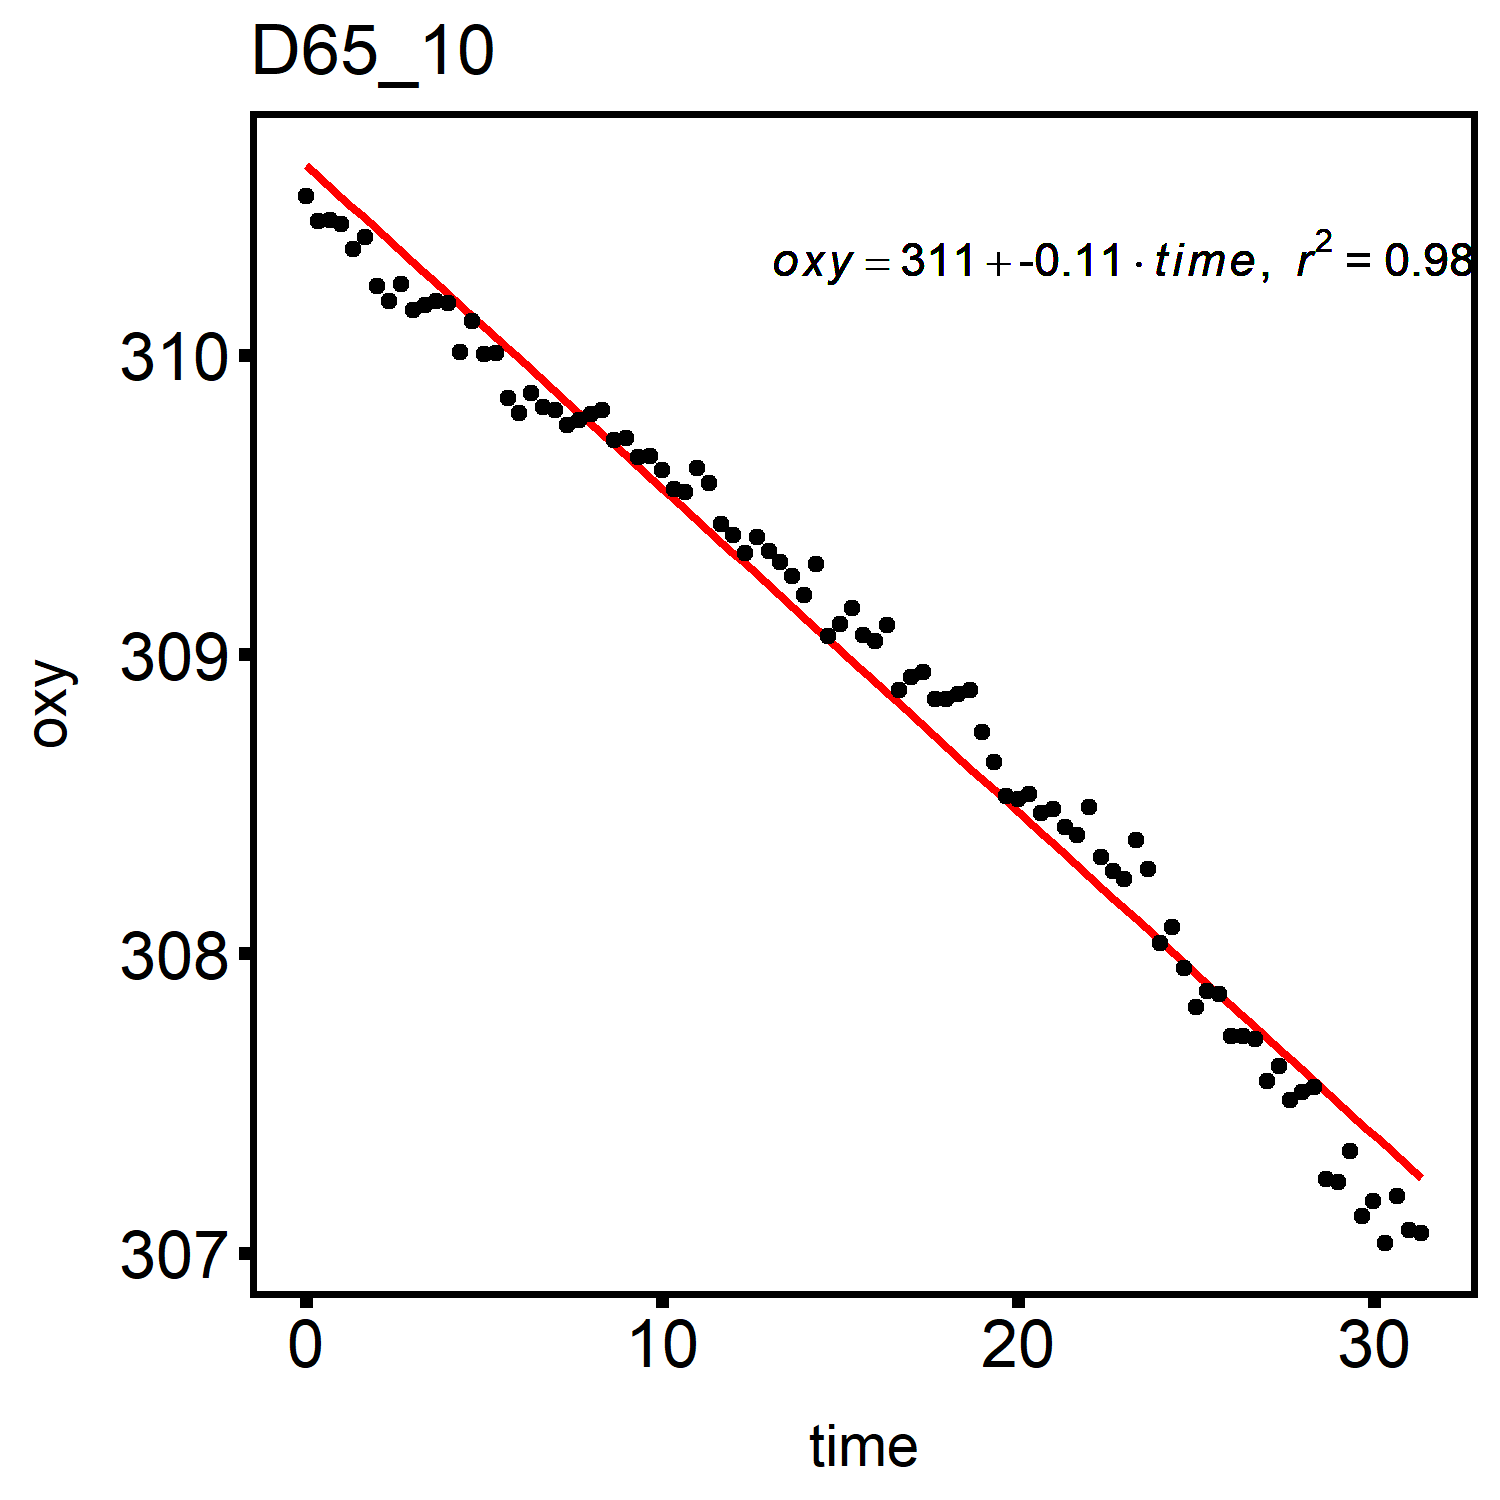 D65_10
oxy = 311 + -0.11 · time, r² = 0.98
310
309
308
307
oxy
0 10 20 30
time